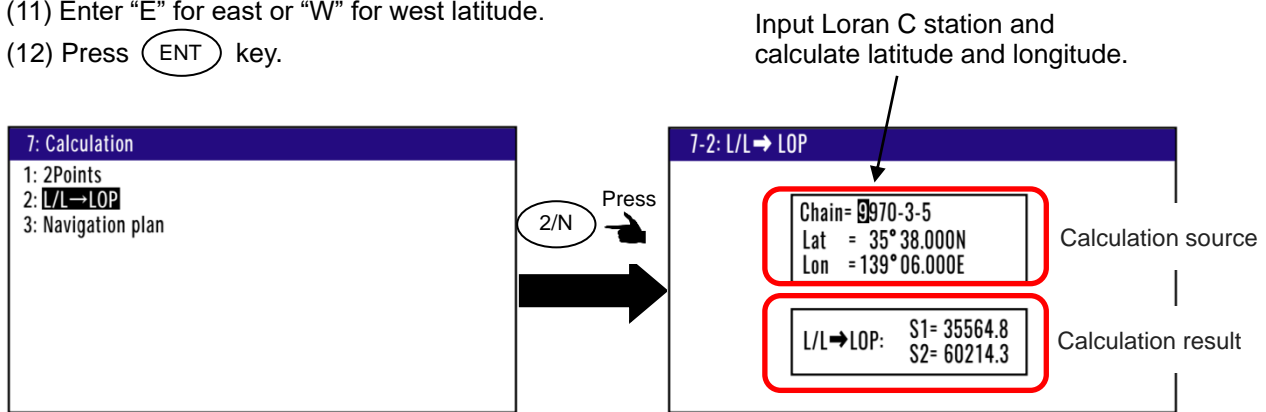 (11) Enter “E” for east or “W” for west latitude.
(12) Press ENT key.
Input Loran C station and
calculate latitude and longitude.
7: Calculation
1: 2Points
2: L/L→LOP
3: Navigation plan
2/N
Press
7-2: L/L➡ LOP
Chain= 9970-3-5
Lat = 35° 38.000N
Lon =139° 06.000E
Calculation source
L/L➡LOP: S1= 35564.8
S2= 60214.3
Calculation result